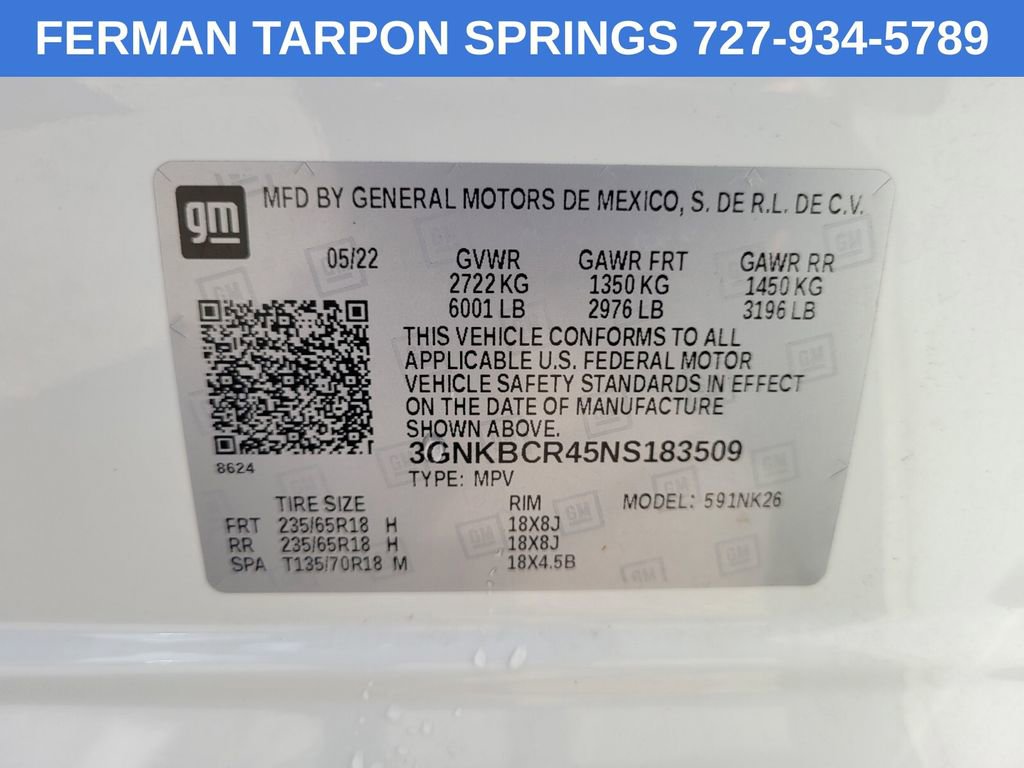 FERMAN TARPON SPRINGS 727-934-5789
gm
MFD BY GENERAL MOTORS DE MEXICO, S. DE R.L. DE C.V.
05/22 GVWR GAWR FRT GAWR RR
2722 KG 1350 KG 1450 KG
6001 LB 2976 LB 3196 LB
THIS VEHICLE CONFORMS TO ALL
APPLICABLE U.S. FEDERAL MOTOR
VEHICLE SAFETY STANDARDS IN EFFECT
ON THE DATE OF MANUFACTURE
SHOWN ABOVE.
3GNKBCR45NS183509
8624
TYPE: MPV
TIRE SIZE RIM MODEL: 591NK26
FRT 235/65R18 H 18X8J
RR 235/65R18 H 18X8J
SPA T135/70R18 M 18X4.5B